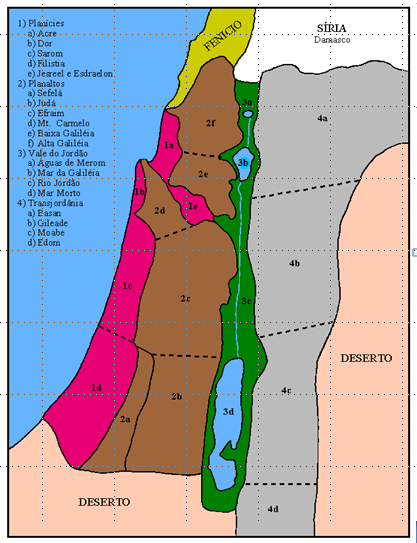 1) Planícies
a) Acre
b) Dor
c) Sarom
d) Filistia
e) Jesreel e Esdraelon
2) Planaltos
a) Sefelá
b) Judá
c) Efraim
d) Mt. Carmelo
e) Baixa Galiléia
f) Alta Galiléia
3) Vale do Jordão
a) Águas de Merom
b) Mar da Galiléia
c) Rio Jordão
d) Mar Morto
4) Transjordânia
a) Basan
b) Gileade
c) Moabe
d) Edom
FENÍCIO
SÍRIA
Damasco
3a
4a
2f
1a
3b
2e
1b
1e
2d
4b
1c
2c
3c
DESERTO
1d
2b
4c
3d
2a
DESERTO
4d